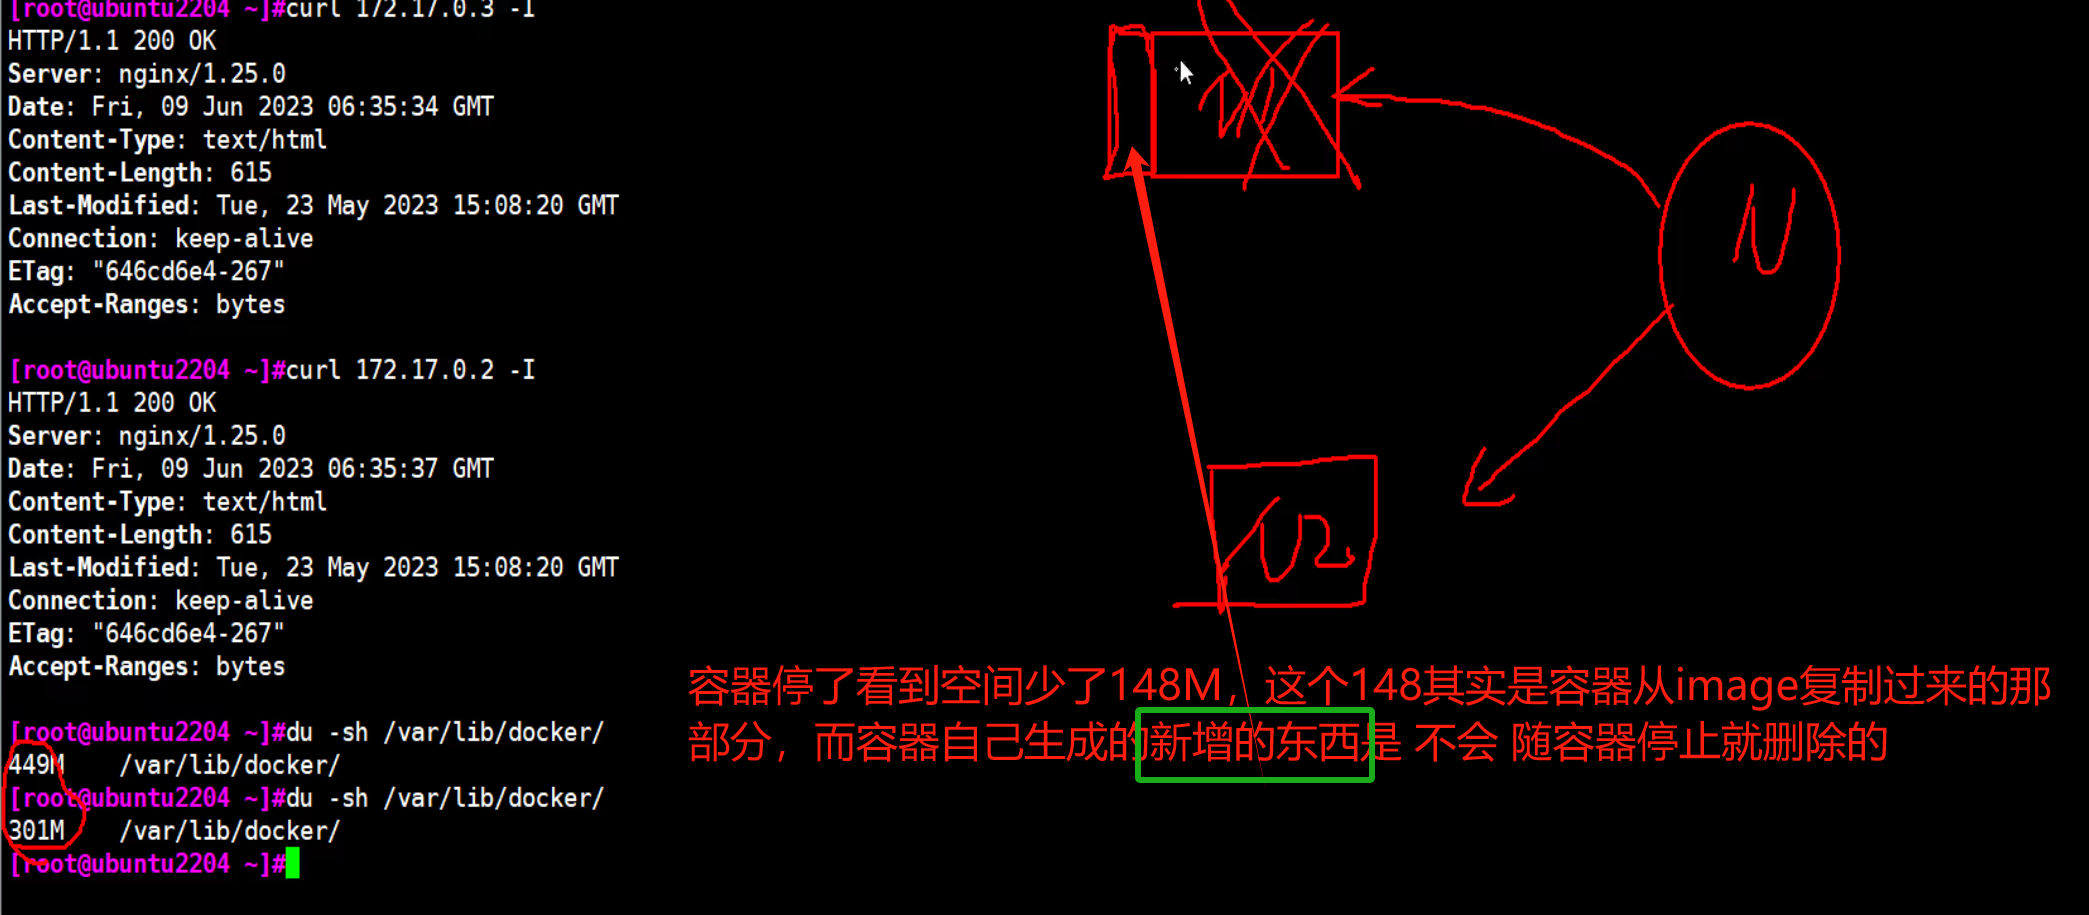 [root@ubuntu2204 ~]#curl 172.17.0.3 -I
HTTP/1.1 200 OK
Server: nginx/1.25.0
Date: Fri, 09 Jun 2023 06:35:34 GMT
Content-Type: text/html
Content-Length: 615
Last-Modified: Tue, 23 May 2023 15:08:20 GMT
Connection: keep-alive
ETag: "646cd6e4-267"
Accept-Ranges: bytes
[root@ubuntu2204 ~]#curl 172.17.0.2 -I
HTTP/1.1 200 OK
Server: nginx/1.25.0
Date: Fri, 09 Jun 2023 06:35:37 GMT
Content-Type: text/html
Content-Length: 615
Last-Modified: Tue, 23 May 2023 15:08:20 GMT
Connection: keep-alive
ETag: "646cd6e4-267"
Accept-Ranges: bytes
[root@ubuntu2204 ~]#du -sh /var/lib/docker/
449M /var/lib/docker/
[root@ubuntu2204 ~]#du -sh /var/lib/docker/
301M /var/lib/docker/
[root@ubuntu2204 ~]#
N
N2
容器停了看到空间少了148M，这个148其实是容器从image复制过来的那
部分，而容器自己生成的新增的东西是 不会 随容器停止就删除的